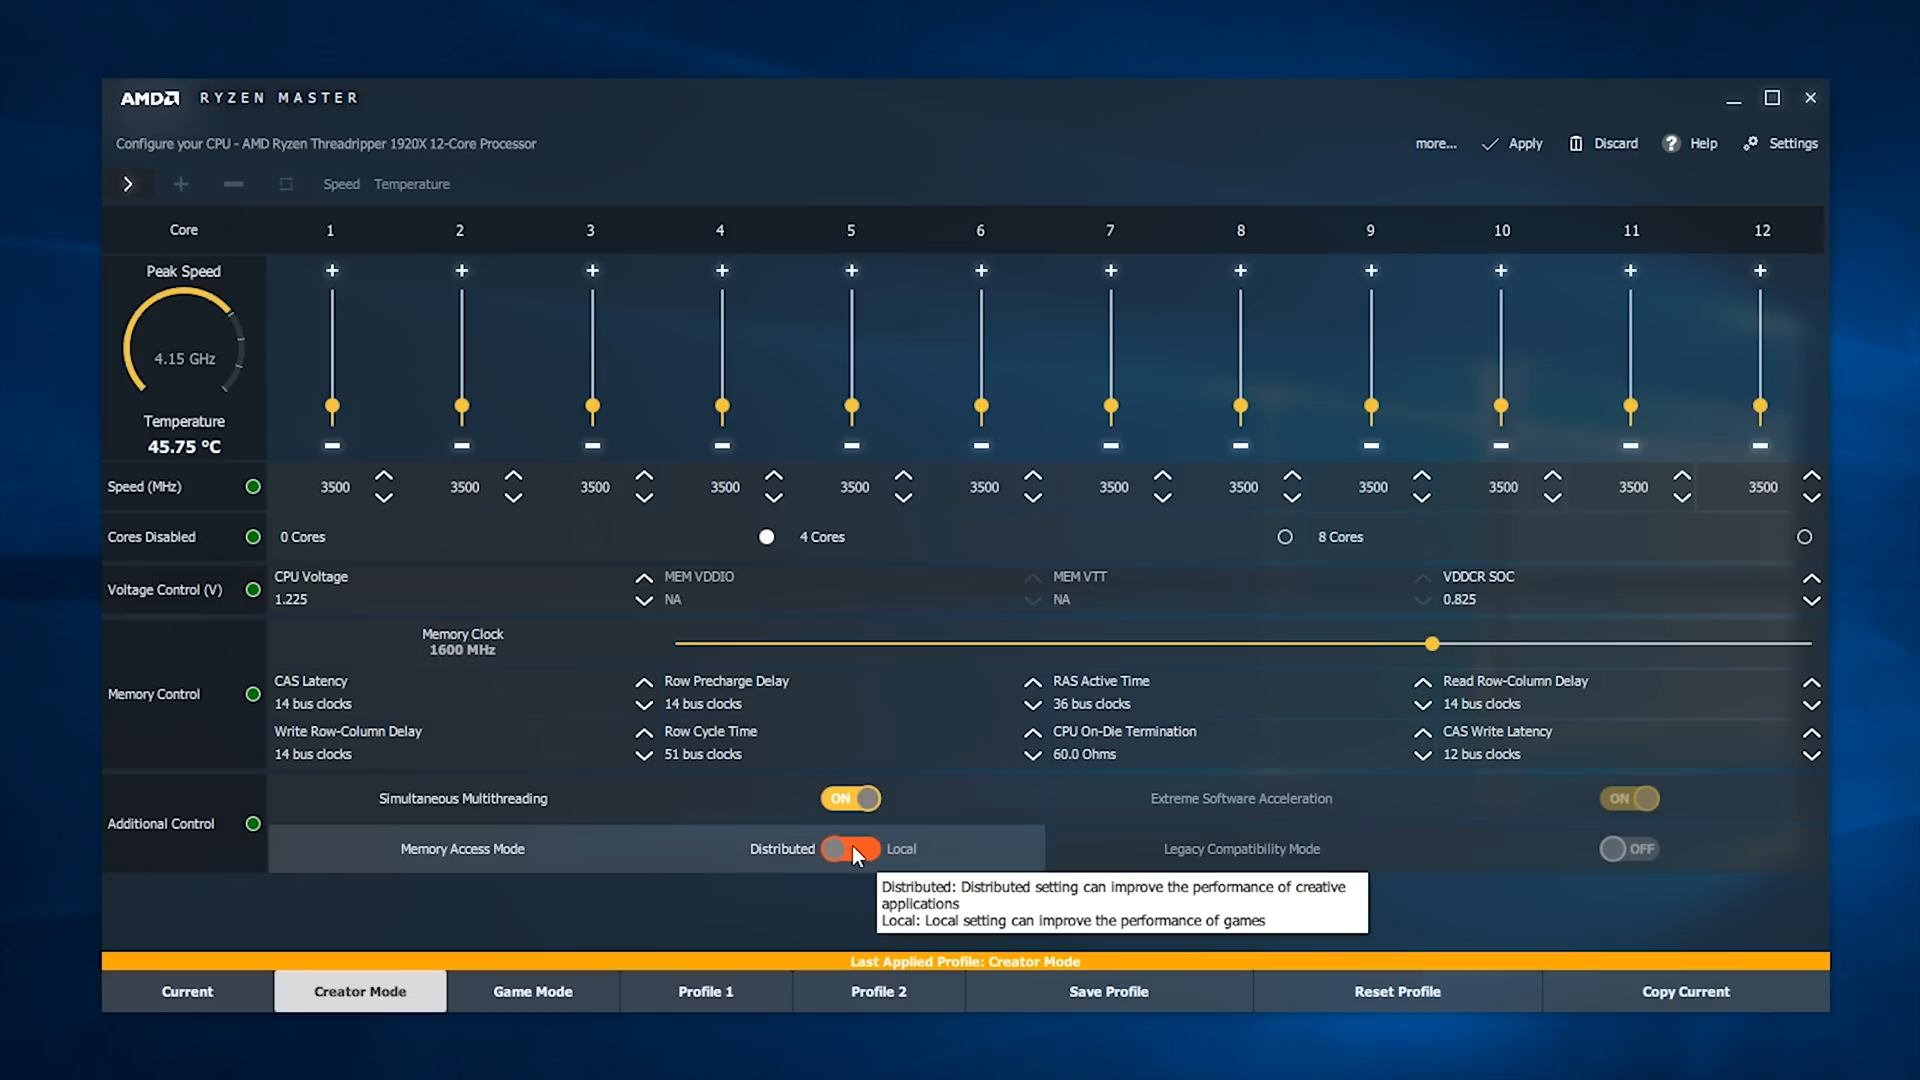 AMD RYZEN MASTER
Configure your CPU - AMD Ryzen Threadripper 1920X 12-Core Processor
more... Apply Discard ? Help Settings
Speed Temperature
Core 1 2 3 4 5 6 7 8 9 10 11 12
Peak Speed
4.15 GHz
Temperature
45.75 °C
Speed (MHz) 3500 3500 3500 3500 3500 3500 3500 3500 3500 3500 3500 3500
Cores Disabled 0 Cores 4 Cores 8 Cores
Voltage Control (V)
CPU Voltage MEM VDDIO MEM VTT VDDCR SOC
1.225 NA NA 0.825
Memory Clock
1600 MHz
Memory Control
CAS Latency Row Precharge Delay RAS Active Time Read Row-Column Delay
14 bus clocks 14 bus clocks 36 bus clocks 14 bus clocks
Write Row-Column Delay Row Cycle Time CPU On-Die Termination CAS Write Latency
14 bus clocks 51 bus clocks 60.0 Ohms 12 bus clocks
Additional Control
Simultaneous Multithreading ON Extreme Software Acceleration ON
Memory Access Mode Distributed Local Legacy Compatibility Mode OFF
Distributed: Distributed setting can improve the performance of creative
applications
Local: Local setting can improve the performance of games
Last Applied Profile: Creator Mode
Current Creator Mode Game Mode Profile 1 Profile 2 Save Profile Reset Profile Copy Current